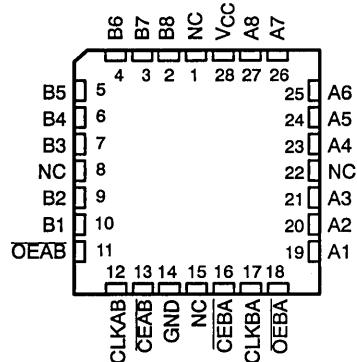 B6 B7 B8 NC VCC A8 A7
4 3 2 1 28 27 26
B5 5 25 A6
B4 6 24 A5
B3 7 23 A4
NC 8 22 NC
B2 9 21 A3
B1 10 20 A2
OEAB 11 19 A1
12 13 14 15 16 17 18
CLKAB CEAB GND NC CEBA CLKBA OEBA